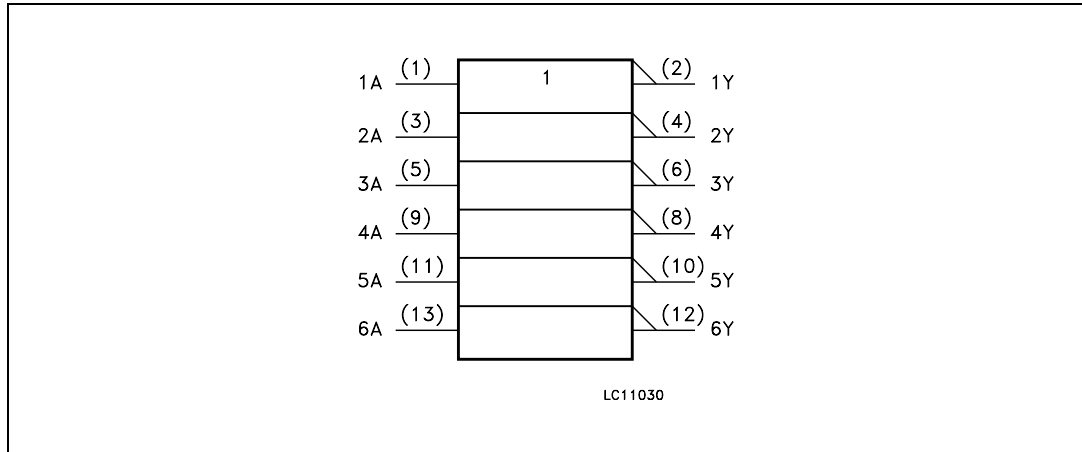 1A (1) 1 (2) 1Y
2A (3) (4) 2Y
3A (5) (6) 3Y
4A (9) (8) 4Y
5A (11) (10) 5Y
6A (13) (12) 6Y
LC11030